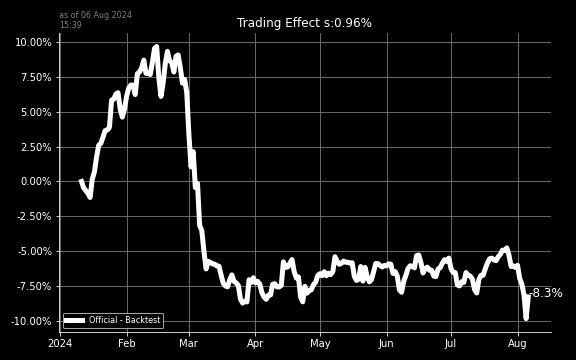 as of 06 Aug 2024
15:39
Trading Effect s:0.96%
10.00%
7.50%
5.00%
2.50%
0.00%
-2.50%
-5.00%
-7.50%
-10.00%
-8.3%
Official - Backtest
2024 Feb Mar Apr May Jun Jul Aug